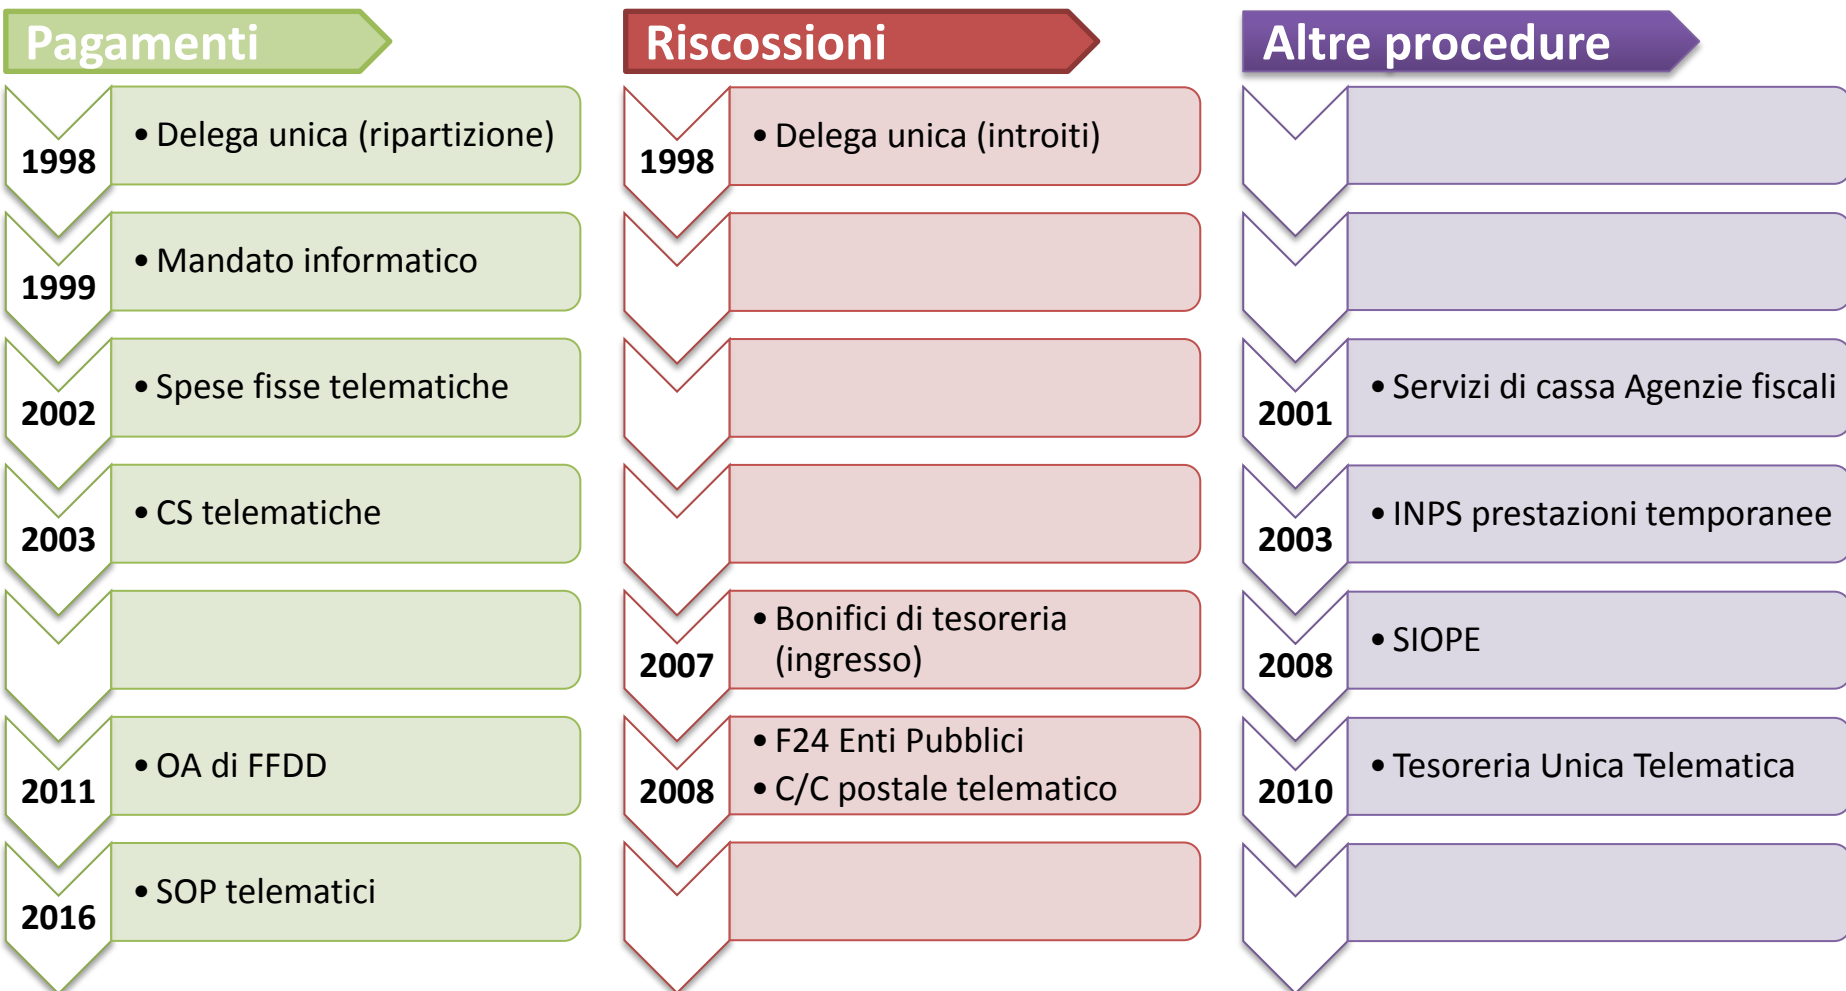 Pagamenti
1998
• Delega unica (ripartizione)
1999
• Mandato informatico
2002
• Spese fisse telematiche
2003
• CS telematiche
2011
• OA di FFDD
2016
• SOP telematici
Riscossioni
1998
• Delega unica (introiti)
2007
• Bonifici di tesoreria
(ingresso)
2008
• F24 Enti Pubblici
• C/C postale telematico
Altre procedure
2001
• Servizi di cassa Agenzie fiscali
2003
• INPS prestazioni temporanee
2008
• SIOPE
2010
• Tesoreria Unica Telematica